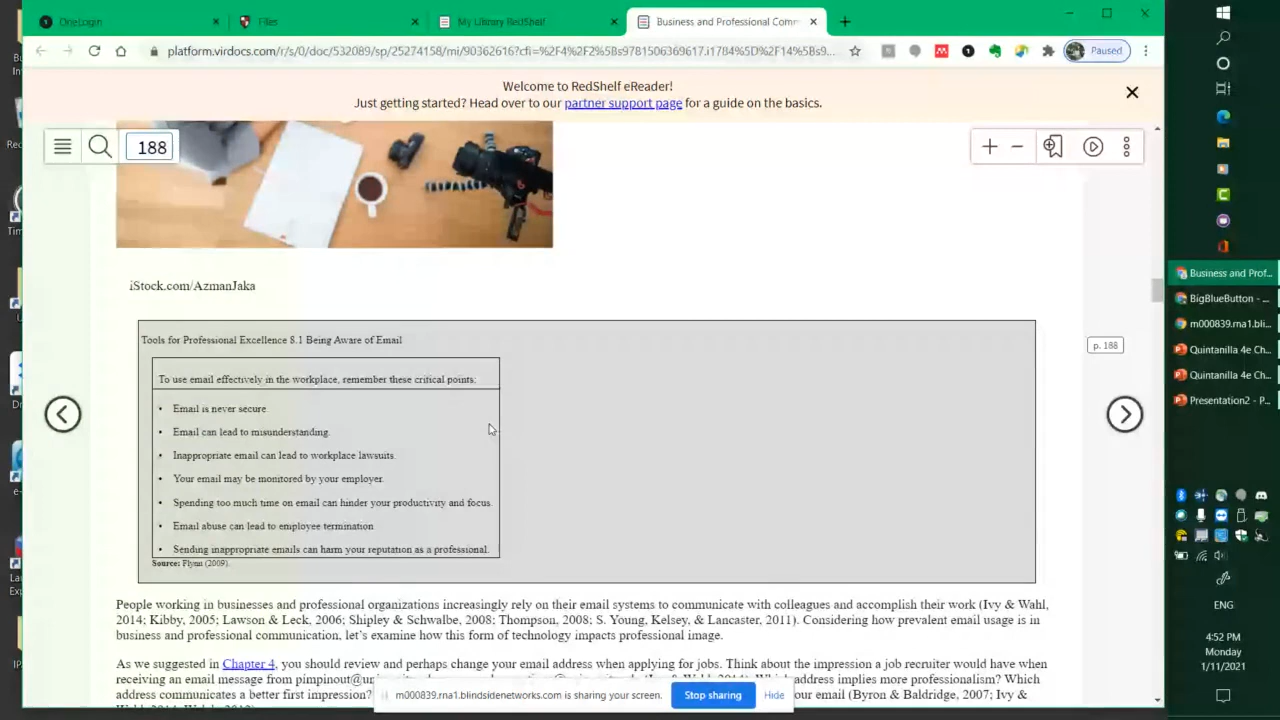 OneLogin
Files
My Library RedShelf
Business and Professional Comm
platform.virdocs.com/r/s/0/doc/532089/sp/25274158/mi/90362616?cfi=%2F4%2F2%5Bs9781506369617.i1784%5D%2F14%5Bs9...
Paused
Welcome to RedShelf eReader!
Just getting started? Head over to our partner support page for a guide on the basics.
188
iStock.com/AzmanJaka
p. 188
Tools for Professional Excellence 8.1 Being Aware of Email
To use email effectively in the workplace, remember these critical points:
• Email is never secure
• Email can lead to misunderstanding.
• Inappropriate email can lead to workplace lawsuits.
• Your email may be monitored by your employer.
• Spending too much time on email can hinder your productivity and focus.
• Email abuse can lead to employee termination
• Sending inappropriate emails can harm your reputation as a professional.
Source: Flynn (2009).
People working in businesses and professional organizations increasingly rely on their email systems to communicate with colleagues and accomplish their work (Ivy & Wahl,
2014; Kibby, 2005; Lawson & Leck, 2006; Shipley & Schwalbe, 2008; Thompson, 2008; S. Young, Kelsey, & Lancaster, 2011). Considering how prevalent email usage is in
business and professional communication, let's examine how this form of technology impacts professional image.
As we suggested in Chapter 4, you should review and perhaps change your email address when applying for jobs. Think about the impression a job recruiter would have when
receiving an email message from Which address implies more professionalism? Which
address communicates a better first impression? our email (Byron & Baldridge, 2007; Ivy &
m000839.rna1.blindsidenetworks.com is sharing your screen.
Stop sharing
Hide
Business and Prof...
BigBlueButton - ...
m000839.rna1.bli...
Quintanilla 4e Ch...
Quintanilla 4e Ch...
Presentation2 - P...
ENG
4:52 PM
Monday
1/11/2021